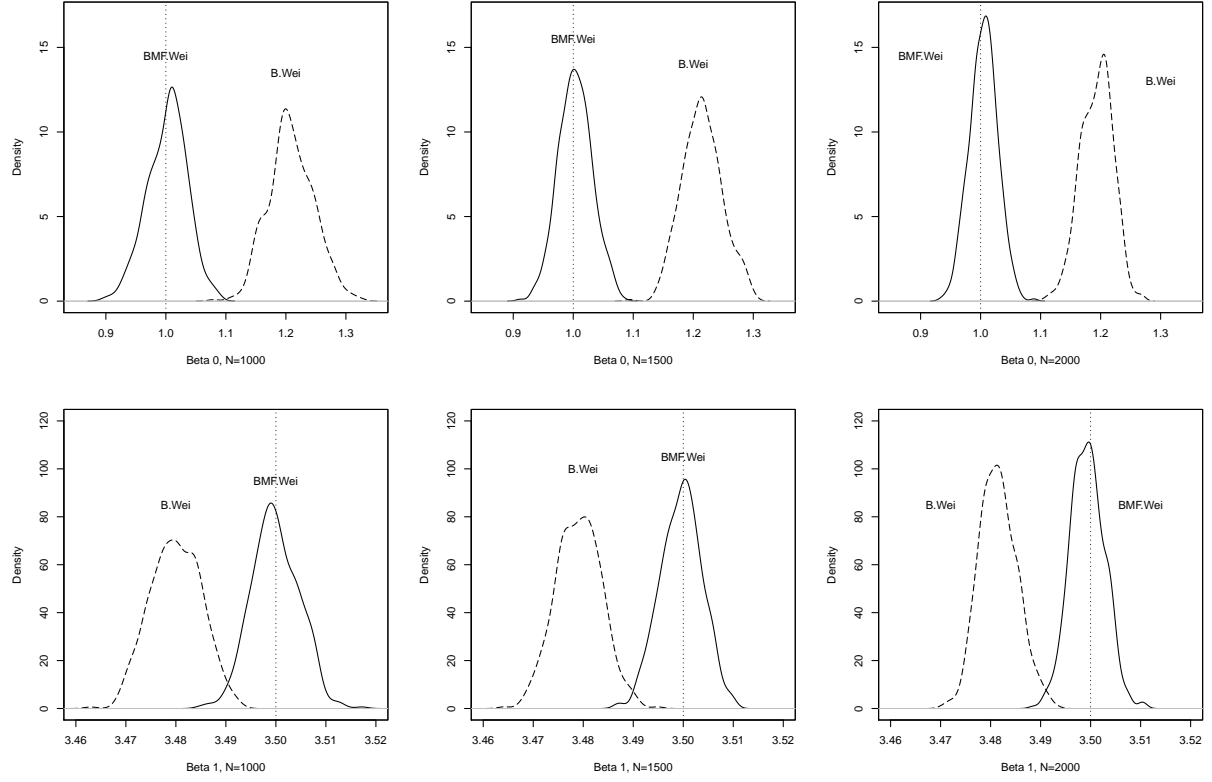 BMF.Wei
B.Wei
Density
0 5 10 15
0.9 1.0 1.1 1.2 1.3
Beta 0, N=1000
BMF.Wei
B.Wei
Density
0 5 10 15
0.9 1.0 1.1 1.2 1.3
Beta 0, N=1500
BMF.Wei
B.Wei
Density
0 5 10 15
0.9 1.0 1.1 1.2 1.3
Beta 0, N=2000
BMF.Wei
B.Wei
Density
0 20 40 60 80 100 120
3.46 3.47 3.48 3.49 3.50 3.51 3.52
Beta 1, N=1000
BMF.Wei
B.Wei
Density
0 20 40 60 80 100 120
3.46 3.47 3.48 3.49 3.50 3.51 3.52
Beta 1, N=1500
B.Wei
BMF.Wei
Density
0 20 40 60 80 100 120
3.46 3.47 3.48 3.49 3.50 3.51 3.52
Beta 1, N=2000